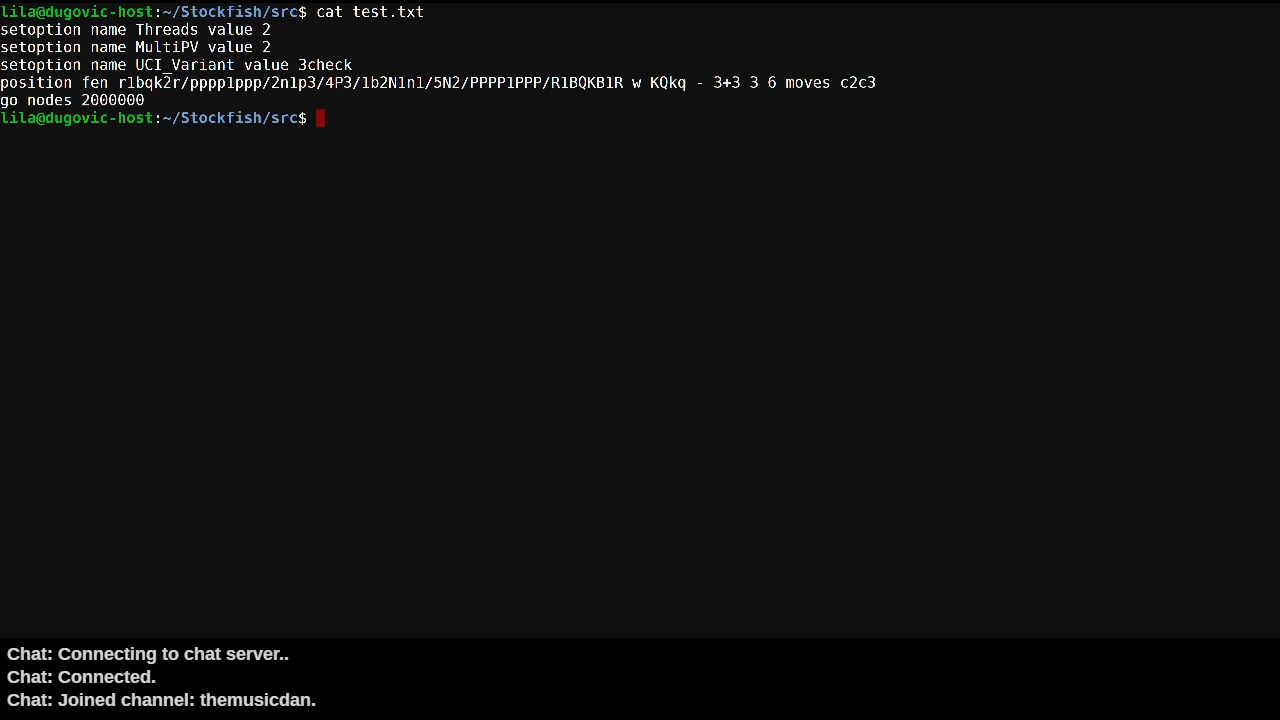 lila@dugovic-host:~/Stockfish/src$ cat test.txt
setoption name Threads value 2
setoption name MultiPV value 2
setoption name UCI_Variant value 3check
position fen r1bqk2r/pppp1ppp/2n1p3/4P3/1b2N1n1/5N2/PPPP1PPP/R1BQKB1R w KQkq - 3+3 3 6 moves c2c3
go nodes 2000000
lila@dugovic-host:~/Stockfish/src$
Chat: Connecting to chat server..
Chat: Connected.
Chat: Joined channel: themusicdan.